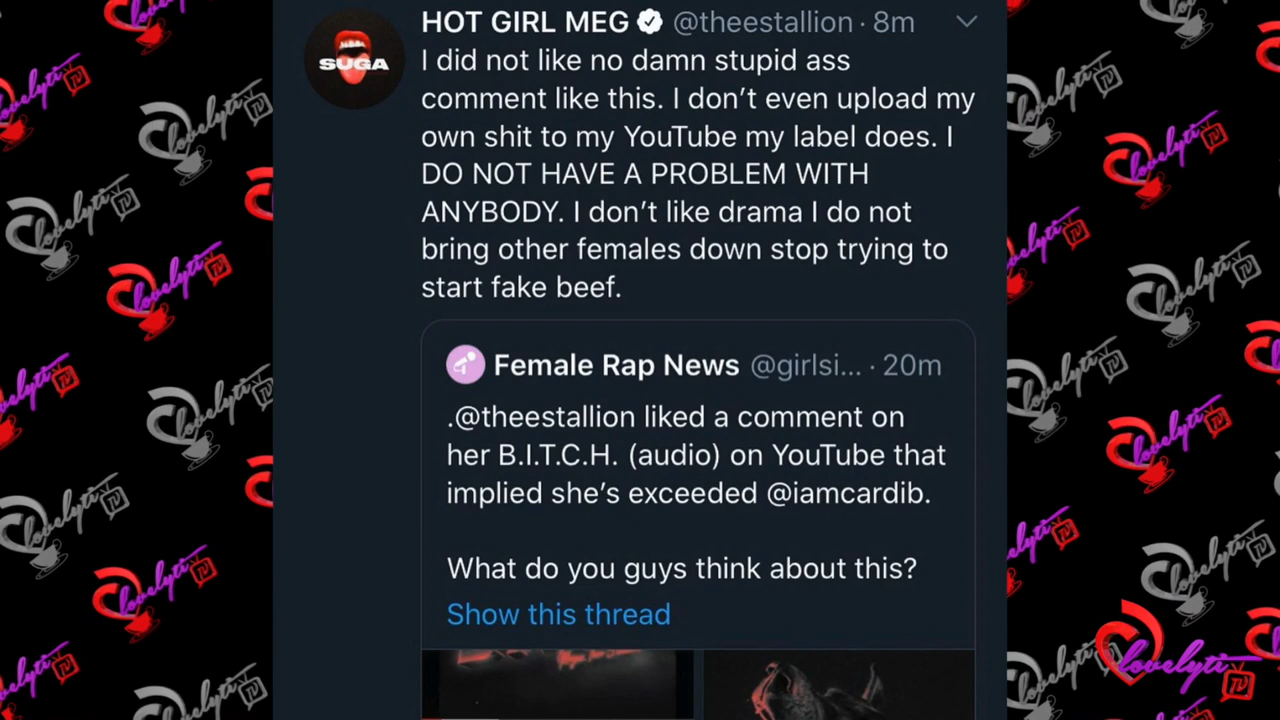 HOT GIRL MEG @theestallion · 8m
SUGA
I did not like no damn stupid ass
comment like this. I don’t even upload my
own shit to my YouTube my label does. I
DO NOT HAVE A PROBLEM WITH
ANYBODY. I don’t like drama I do not
bring other females down stop trying to
start fake beef.
Female Rap News @girlsi... · 20m
.@theestallion liked a comment on
her B.I.T.C.H. (audio) on YouTube that
implied she’s exceeded @iamcardib.
What do you guys think about this?
Show this thread
lovelyti TV